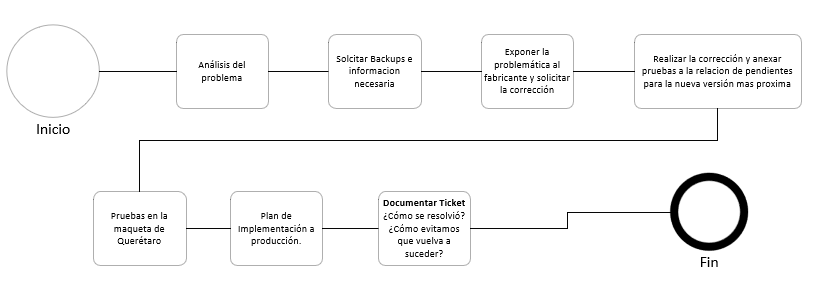 Inicio
Análisis del
problema
Solcitar Backups e
informacion
necesaria
Exponer la
problemática al
fabricante y solicitar
la corrección
Realizar la corrección y anexar
pruebas a la relacion de pendientes
para la nueva versión mas proxima
Pruebas en la
maqueta de
Querétaro
Plan de
Implementación a
producción.
Documentar Ticket
¿Cómo se resolvió?
¿Cómo evitamos
que vuelva a
suceder?
Fin